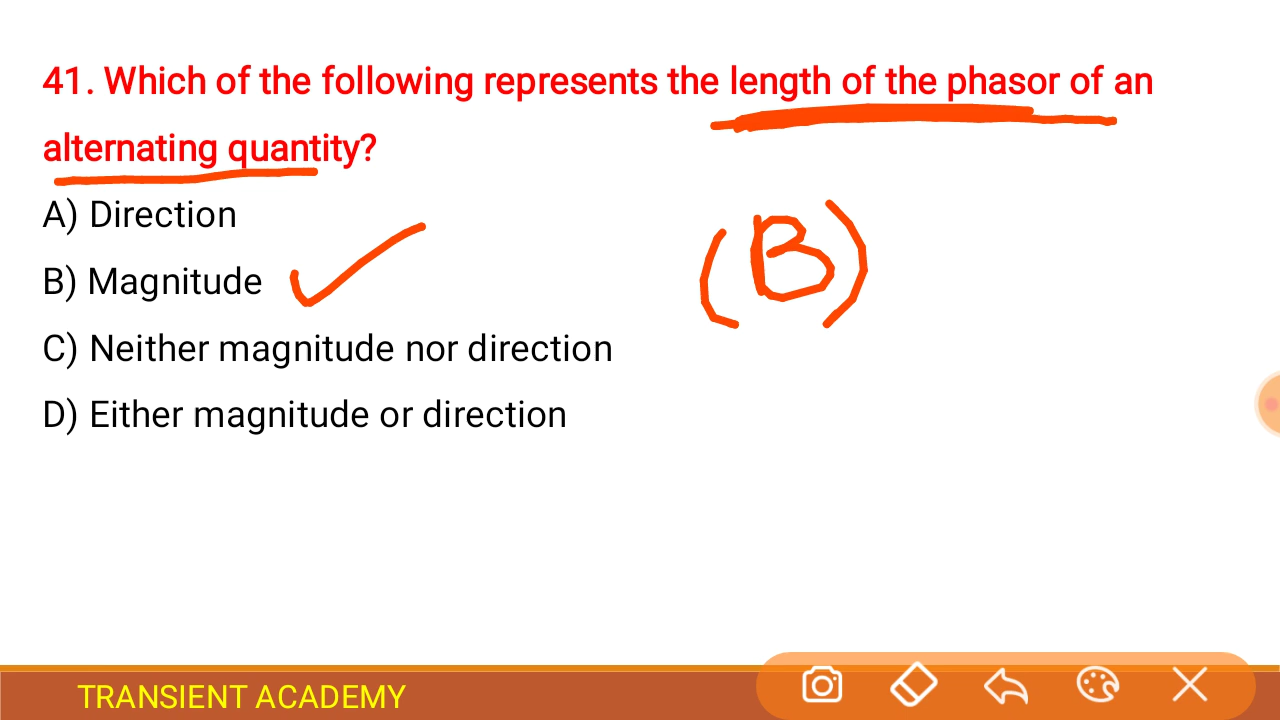 41. Which of the following represents the length of the phasor of an
alternating quantity?
A) Direction
B) Magnitude
(B)
C) Neither magnitude nor direction
D) Either magnitude or direction
TRANSIENT ACADEMY